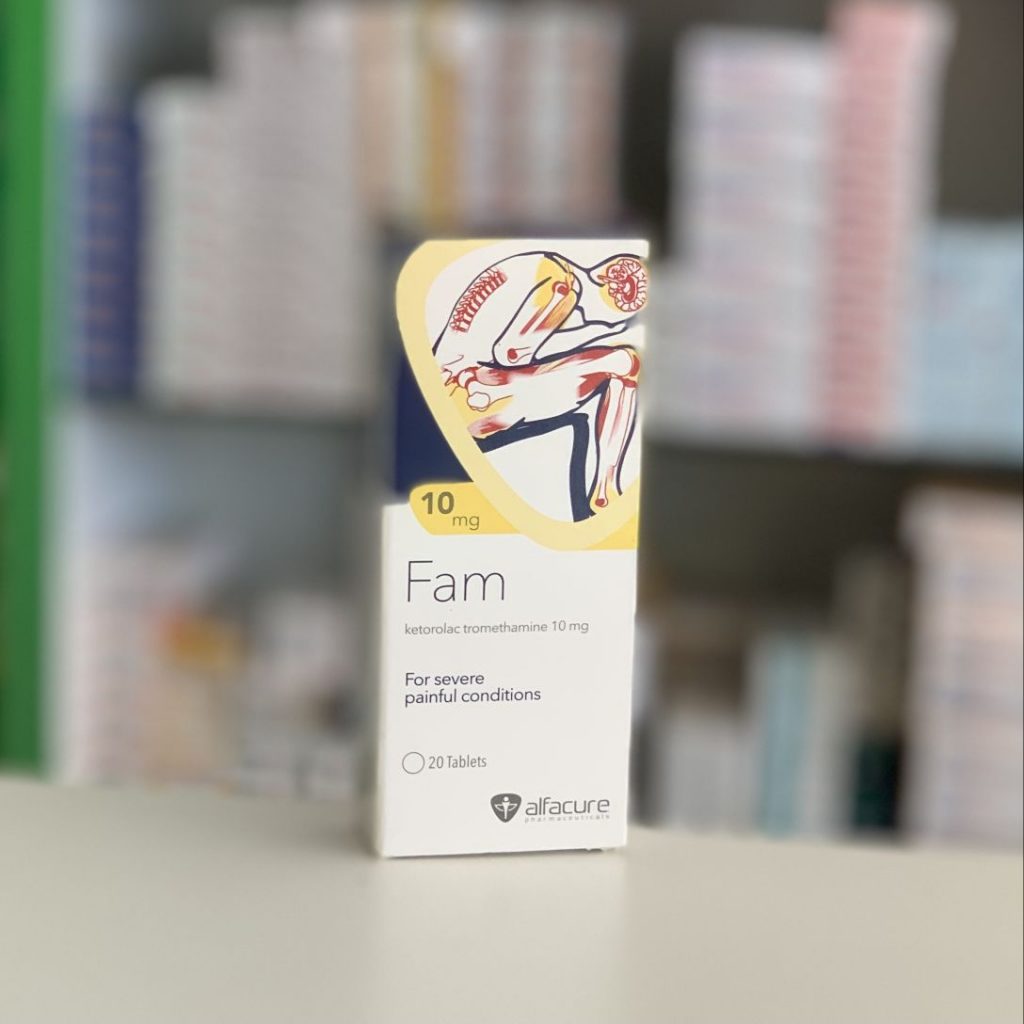 10
mg
Fam
ketorolac tromethamine 10 mg
For severe
painful conditions
20 Tablets
alfacure
pharmaceuticals